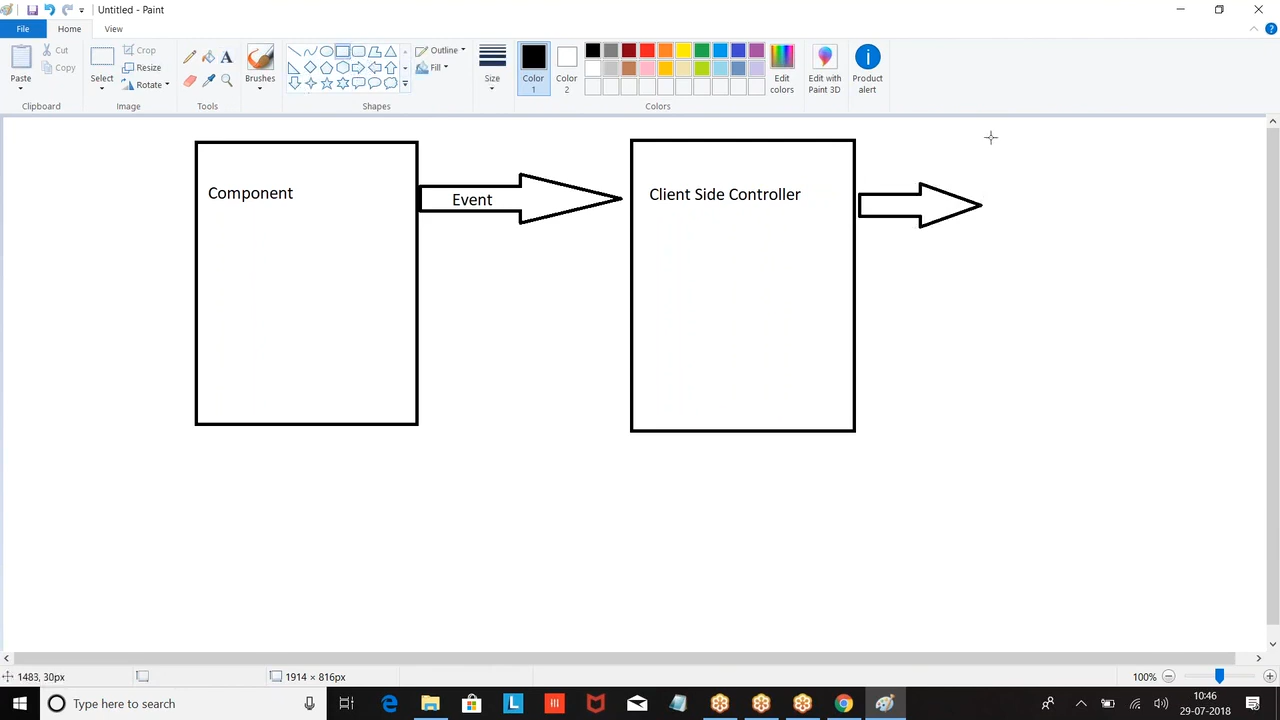 Untitled - Paint
File
Home
View
Paste
Cut
Copy
Clipboard
Select
Crop
Resize
Rotate
Image
A
Tools
Brushes
Outline
Fill
Shapes
Size
Color 1
Color 2
Edit colors
Colors
Edit with Paint 3D
Product alert
Component
Event
Client Side Controller
1483, 30px
1914 × 816px
100%
Type here to search
L
10:46
29-07-2018